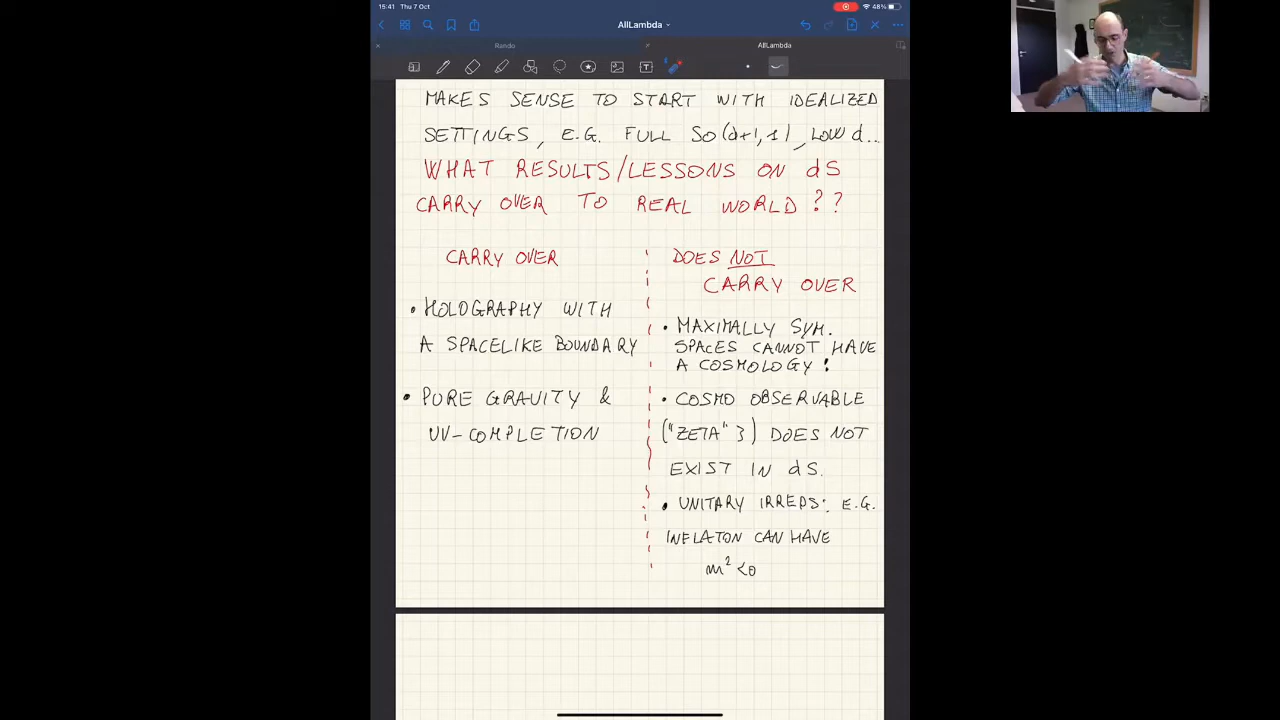 15:41 Thu 7 Oct
48%
AllLambda
Rando
AllLambda
MAKES SENSE TO START WITH IDEALIZED
SETTINGS, E.G. FULL SO(d+1,1), LOW d..
WHAT RESULTS/LESSONS ON dS
CARRY OVER TO REAL WORLD ??
CARRY OVER
• HOLOGRAPHY WITH
A SPACELIKE BOUNDARY
• PURE GRAVITY &
UV-COMPLETION
DOES NOT
CARRY OVER
• MAXIMALLY SYM.
SPACES CANNOT HAVE
A COSMOLOGY !
• COSMO OBSERVABLE
("ZETA" ζ) DOES NOT
EXIST IN dS.
• UNITARY IRREPS: E.G.
INFLATON CAN HAVE
m² <0